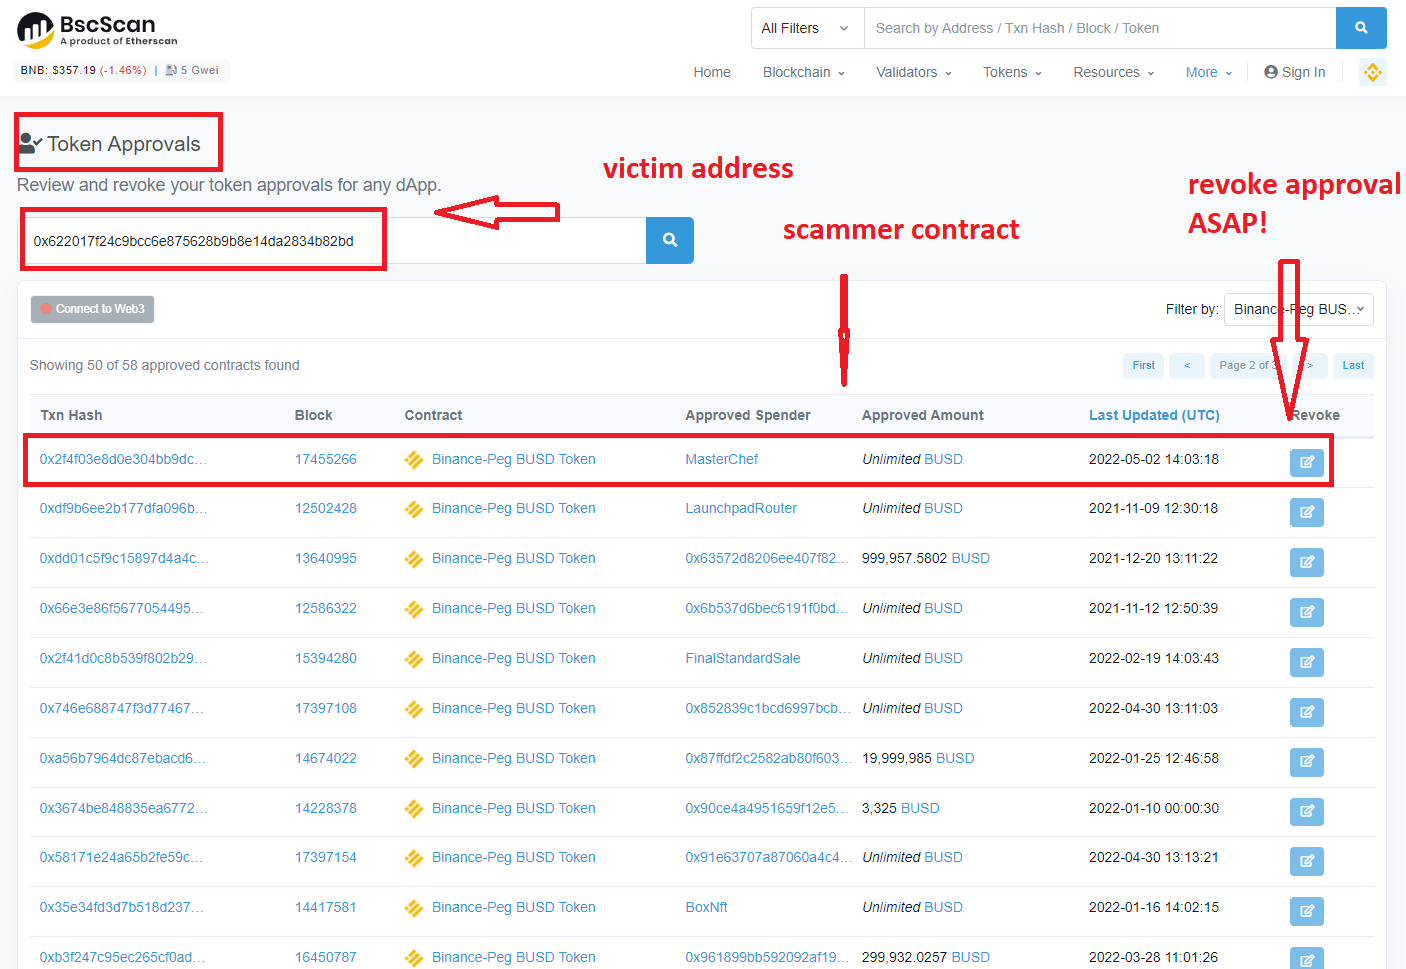 BscScan
A product of Etherscan
All Filters
Search by Address / Txn Hash / Block / Token
BNB: $357.19 (-1.46%) | 5 Gwei
Home Blockchain Validators Tokens Resources More Sign In
Token Approvals
Review and revoke your token approvals for any dApp.
victim address
scammer contract
revoke approval
ASAP!
0x622017f24c9bcc6e875628b9b8e14da2834b82bd
Connect to Web3
Filter by: Binance-Peg BUS...
Showing 50 of 58 approved contracts found
First < Page 2 of > Last
Txn Hash Block Contract Approved Spender Approved Amount Last Updated (UTC) Revoke
0x2f4f03e8d0e304bb9dc... 17455266 Binance-Peg BUSD Token MasterChef Unlimited BUSD 2022-05-02 14:03:18
0xdf9b6ee2b177dfa096b... 12502428 Binance-Peg BUSD Token LaunchpadRouter Unlimited BUSD 2021-11-09 12:30:18
0xdd01c5f9c15897d4a4c... 13640995 Binance-Peg BUSD Token 0x63572d8206ee407f82... 999,957.5802 BUSD 2021-12-20 13:11:22
0x66e3e86f5677054495... 12586322 Binance-Peg BUSD Token 0x6b537d6bec6191f0bd... Unlimited BUSD 2021-11-12 12:50:39
0x2f41d0c8b539f802b29... 15394280 Binance-Peg BUSD Token FinalStandardSale Unlimited BUSD 2022-02-19 14:03:43
0x746e688747f3d77467... 17397108 Binance-Peg BUSD Token 0x852839c1bcd6997bcb... Unlimited BUSD 2022-04-30 13:11:03
0xa56b7964dc87ebacd6... 14674022 Binance-Peg BUSD Token 0x87ffdf2c2582ab80f603... 19,999,985 BUSD 2022-01-25 12:46:58
0x3674be848835ea6772... 14228378 Binance-Peg BUSD Token 0x90ce4a4951659f12e5... 3,325 BUSD 2022-01-10 00:00:30
0x58171e24a65b2fe59c... 17397154 Binance-Peg BUSD Token 0x91e63707a87060a4c4... Unlimited BUSD 2022-04-30 13:13:21
0x35e34fd3d7b518d237... 14417581 Binance-Peg BUSD Token BoxNft Unlimited BUSD 2022-01-16 14:02:15
0xb3f247c95ec265cf0ad... 16450787 Binance-Peg BUSD Token 0x961899bb592092af19... 299,932.0257 BUSD 2022-03-28 11:01:26